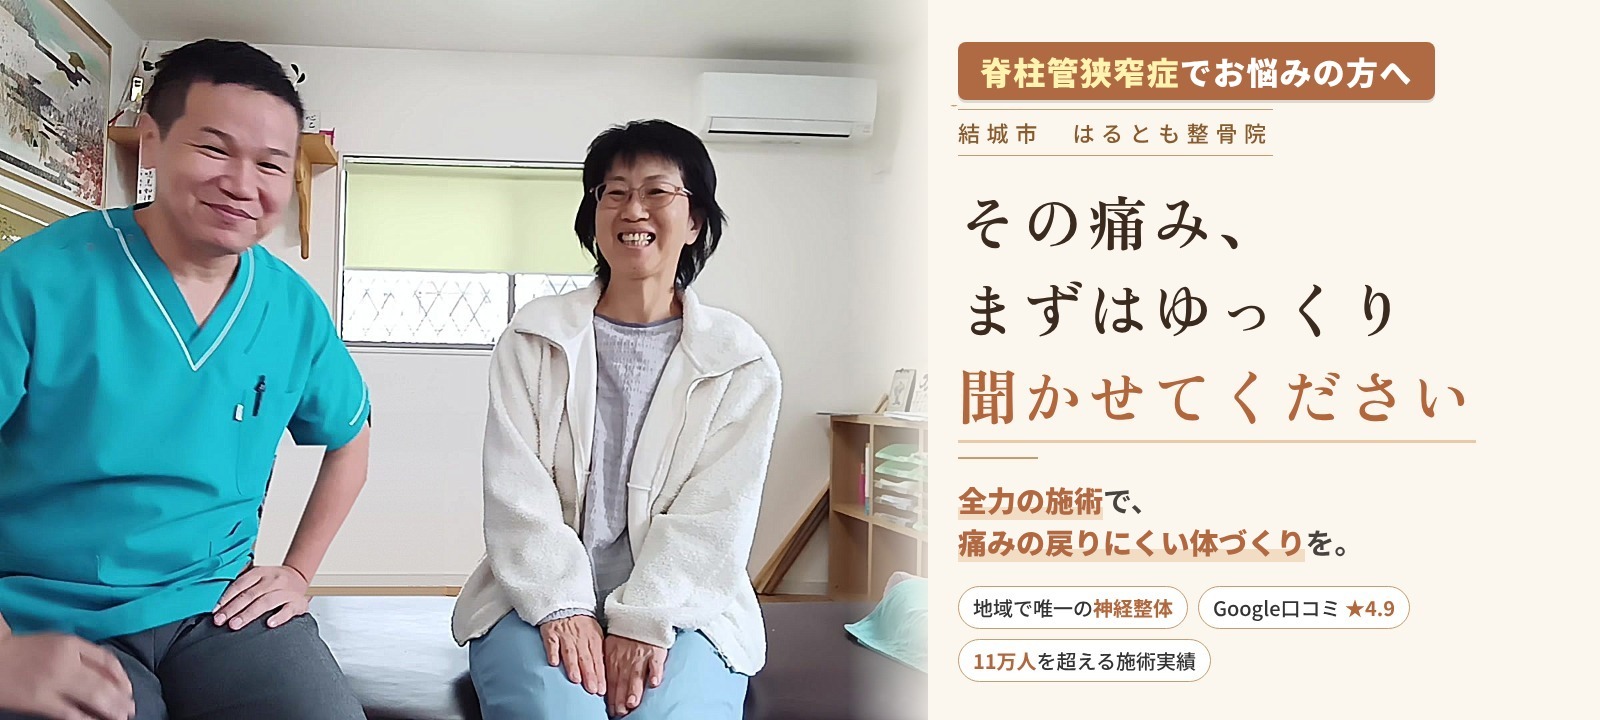 脊柱管狭窄症でお悩みの方へ
結城市　はるとも整骨院
その痛み、
まずはゆっくり
聞かせてください
全力の施術で、
痛みの戻りにくい体づくりを。
地域で唯一の神経整体
Google口コミ ★4.9
11万人を超える施術実績